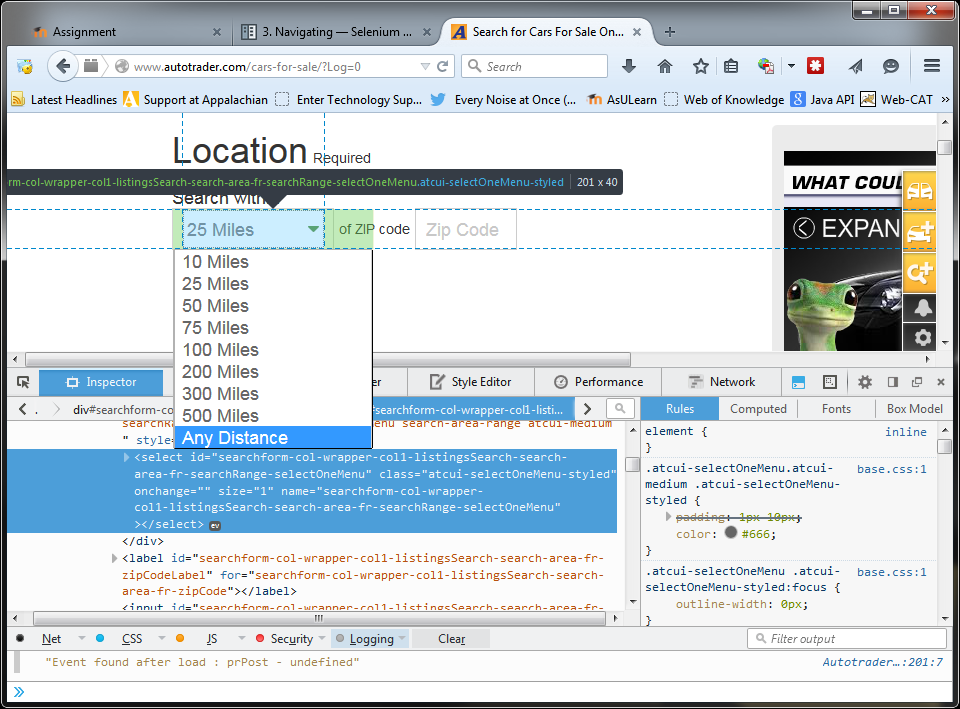 Assignment
3. Navigating — Selenium ...
Search for Cars For Sale On...
www.autotrader.com/cars-for-sale/?Log=0
Search
Latest Headlines
Support at Appalachian
Enter Technology Sup...
Every Noise at Once (...
AsULearn
Web of Knowledge
Java API
Web-CAT
»
Location Required
rm-col-wrapper-col1-listingsSearch-search-area-fr-searchRange-selectOneMenu.atcui-selectOneMenu-styled | 201 x 40
Search with
25 Miles
of ZIP code
Zip Code
10 Miles
25 Miles
50 Miles
75 Miles
100 Miles
200 Miles
300 Miles
500 Miles
Any Distance
WHAT COUL
EXPAN
Inspector
er
Style Editor
Performance
Network
div#searchform-co
#searchform-col-wrapper-col1-listi...
Rules
Computed
Fonts
Box Model
enu search-area-range atcui-medium
" style
<select id="searchform-col-wrapper-col1-listingsSearch-search-
area-fr-searchRange-selectOneMenu" class="atcui-selectOneMenu-styled"
onchange="" size="1" name="searchform-col-wrapper-
col1-listingsSearch-search-area-fr-searchRange-selectOneMenu"
></select> ev
</div>
<label id="searchform-col-wrapper-col1-listingsSearch-search-area-fr-
zipCodeLabel" for="searchform-col-wrapper-col1-listingsSearch-search-
area-fr-zipCode"></label>
<input id="searchform-col-wrapper-col1-listingsSearch-search-area-fr-
element { inline
}
.atcui-selectOneMenu.atcui- base.css:1
medium .atcui-selectOneMenu-
styled {
padding: 1px 10px;
color: #666;
}
.atcui-selectOneMenu .atcui- base.css:1
selectOneMenu-styled:focus {
outline-width: 0px;
}
Net
CSS
JS
Security
Logging
Clear
Filter output
"Event found after load : prPost - undefined"
Autotrader…:201:7
»